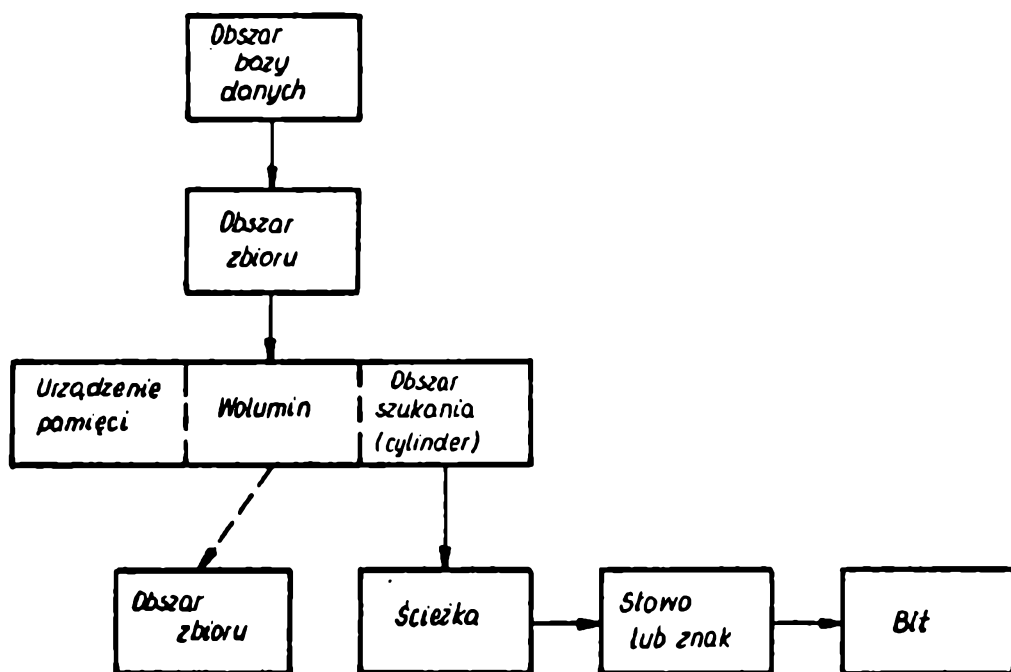 Obszar
bazy
danych
Obszar
zbioru
Urządzenie
pamięci
Wolumin
Obszar
szukania
(cylinder)
Obszar
zbioru
Ścieżka
Słowo
lub znak
Bit